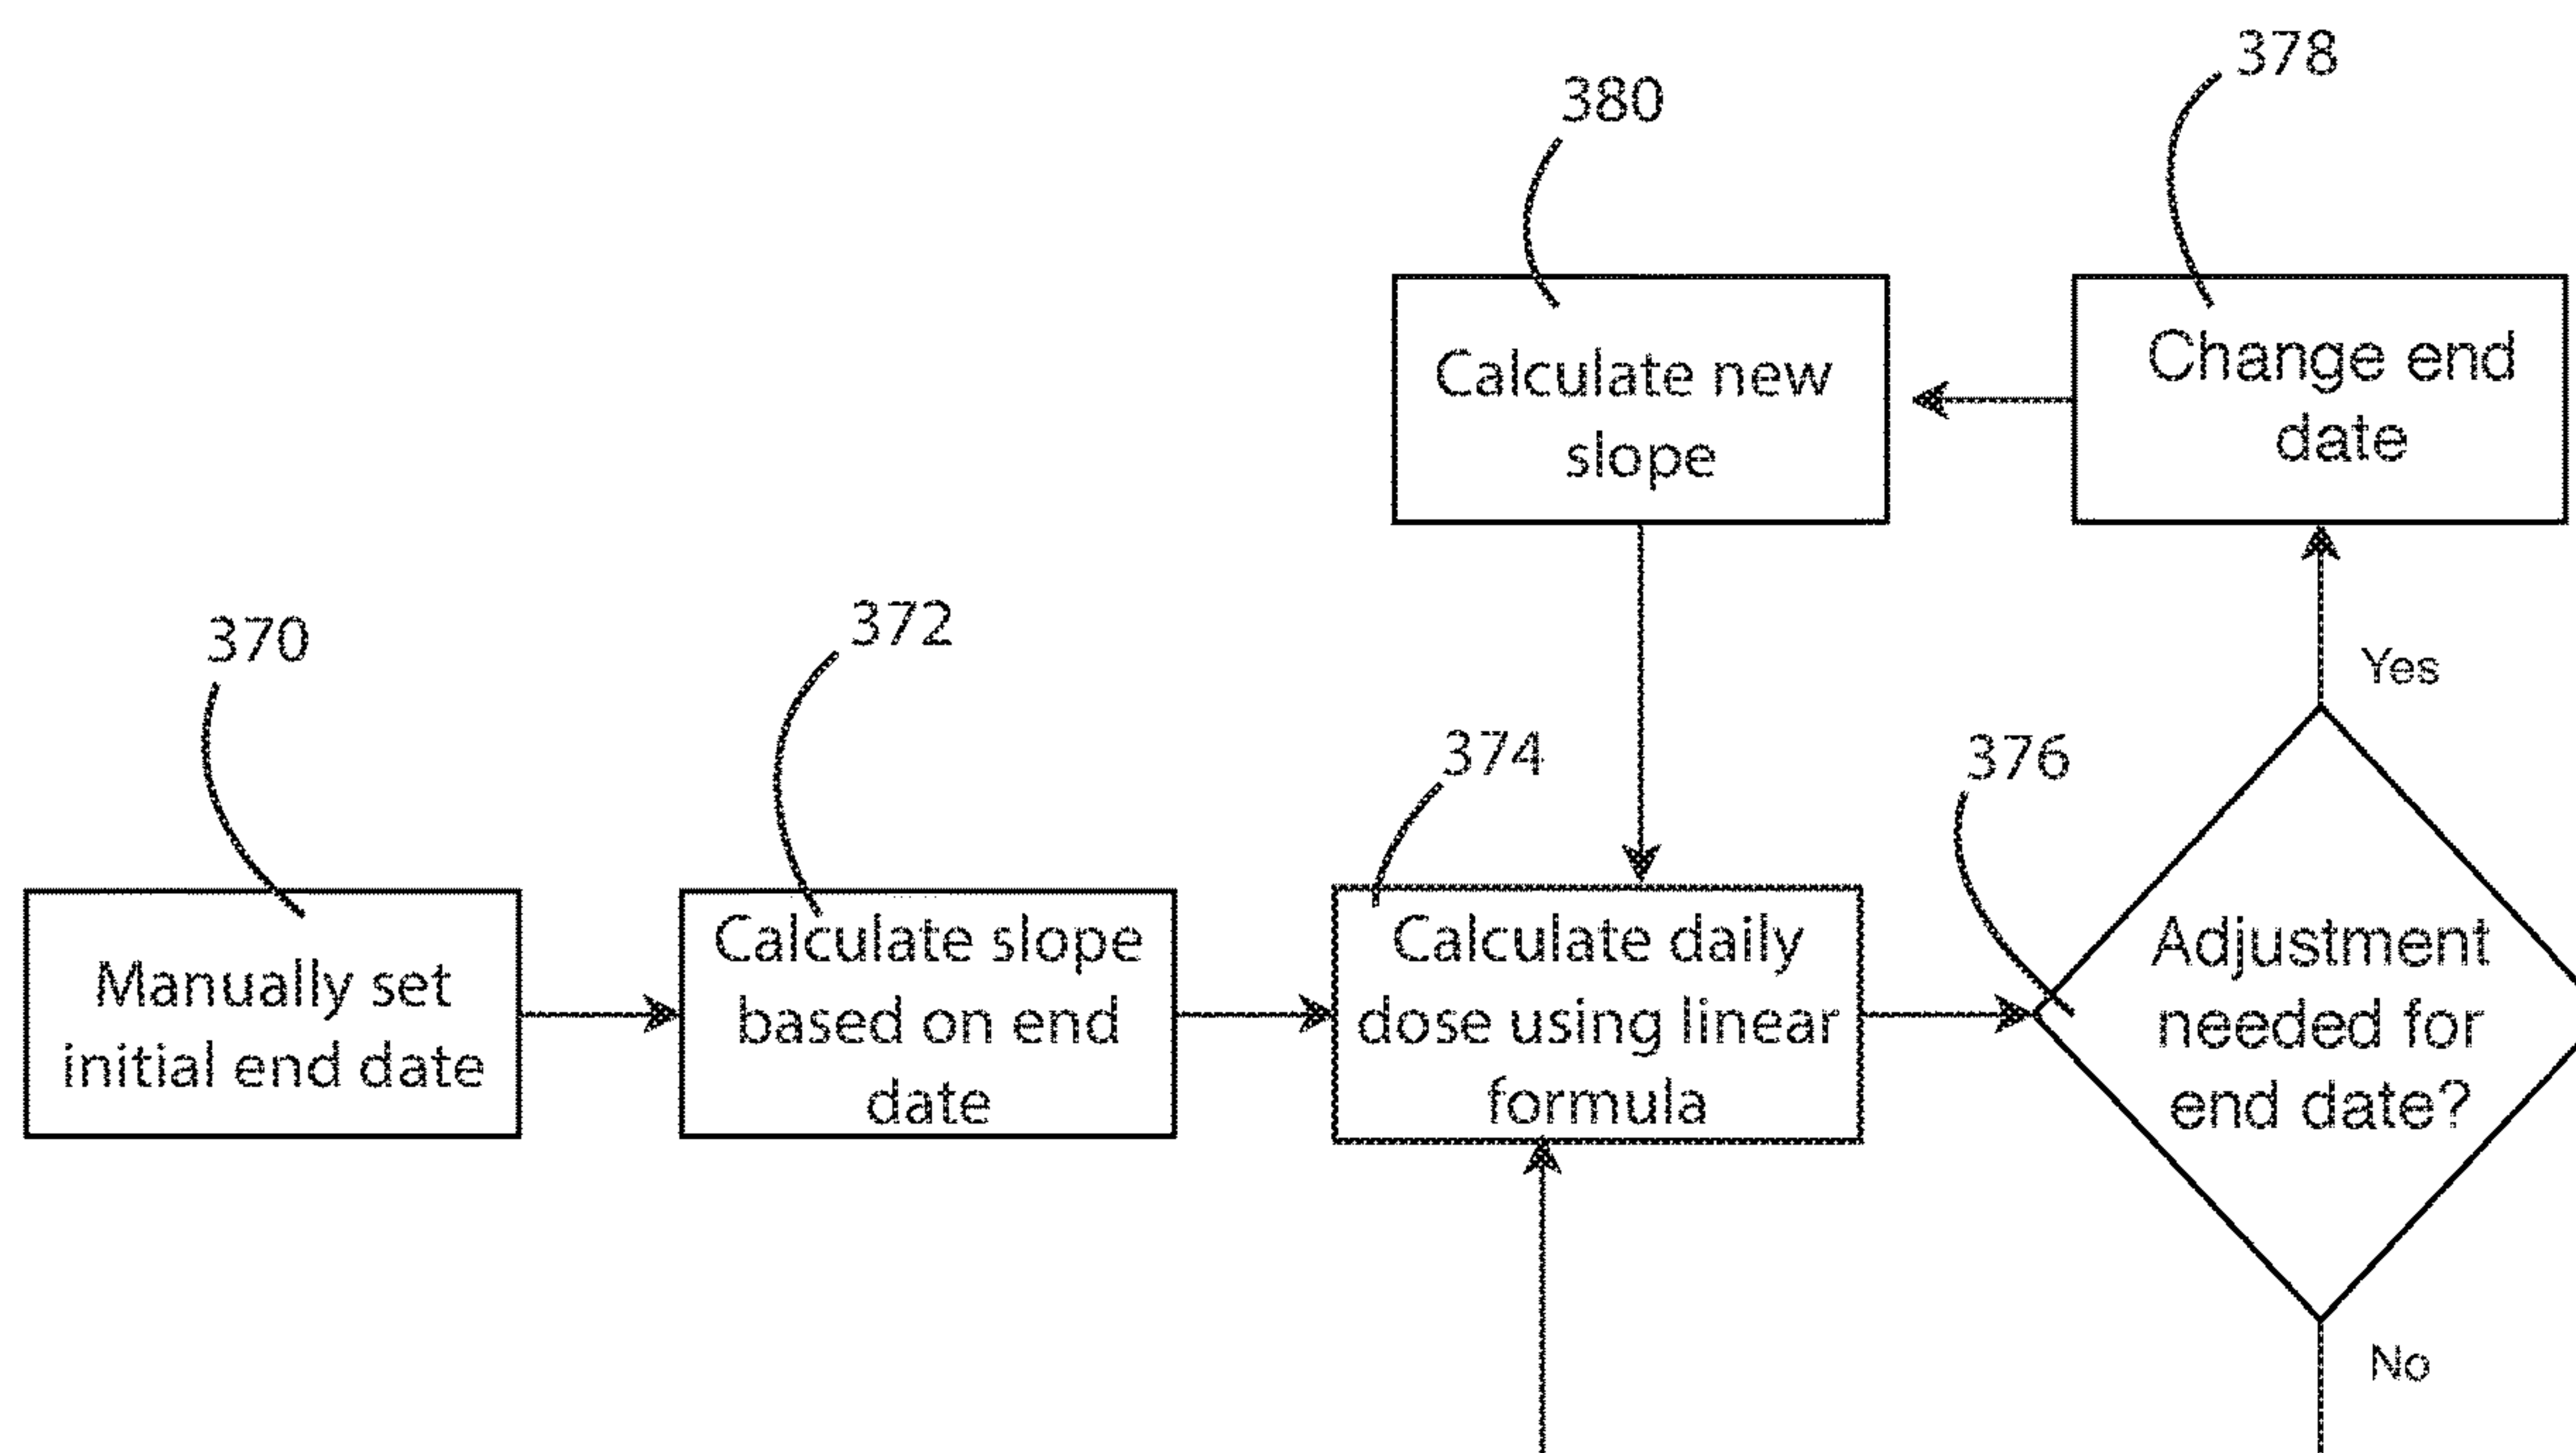 378
380
Calculate new
slope
Change end
date
370
372
Yes
374
376
Manually set
initial end date
Calculate slope
based on end
date
Calculate daily
dose using linear
formula
Adjustment
needed for
end date?
No